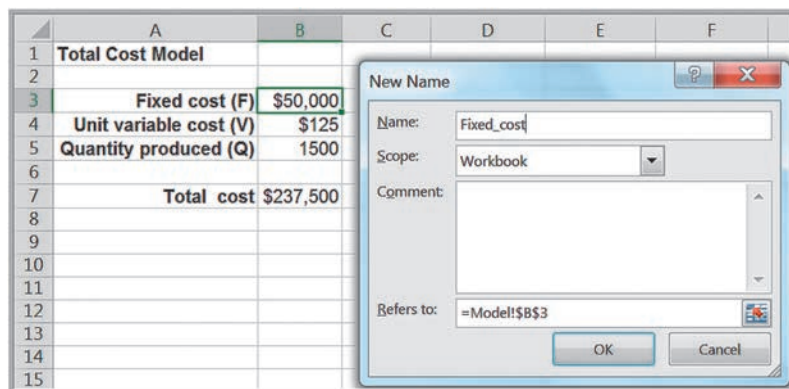 A B C D E F
1 Total Cost Model
2
3 Fixed cost (F) $50,000
4 Unit variable cost (V) $125
5 Quantity produced (Q) 1500
6
7 Total cost $237,500
8
9
10
11
12
13
14
15
New Name
? X
Name: Fixed_cost
Scope: Workbook
Comment:
Refers to: =Model!$B$3
OK Cancel